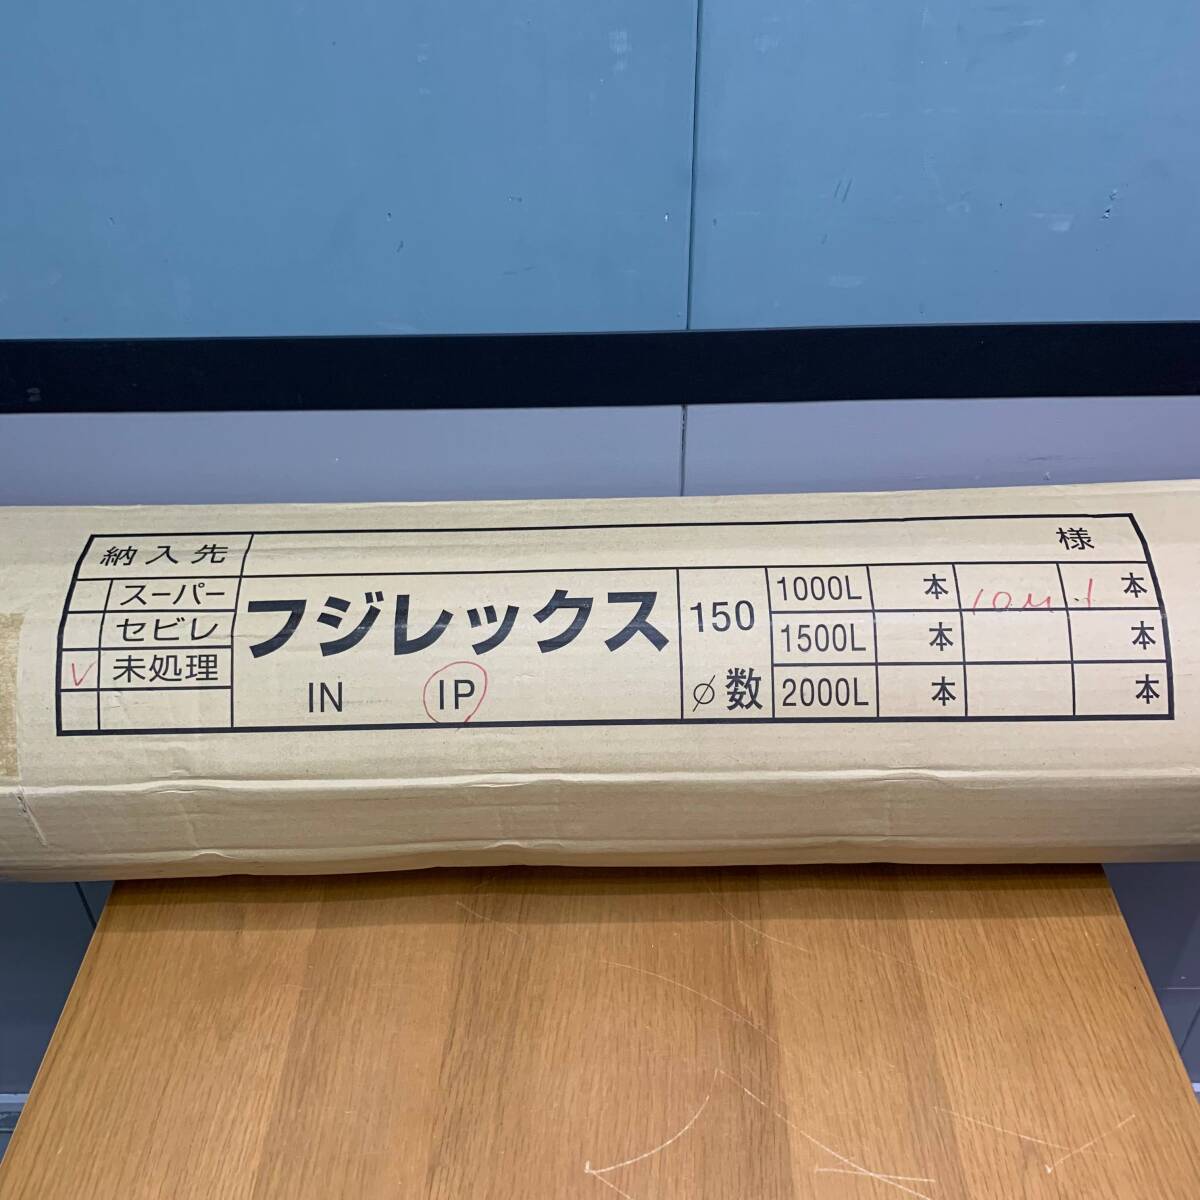 納入先 様
スーパー
セビレ
V 未処理
フジレックス
IN IP
150
φ数
1000L 本 10M 1 本
1500L 本 本
2000L 本 本